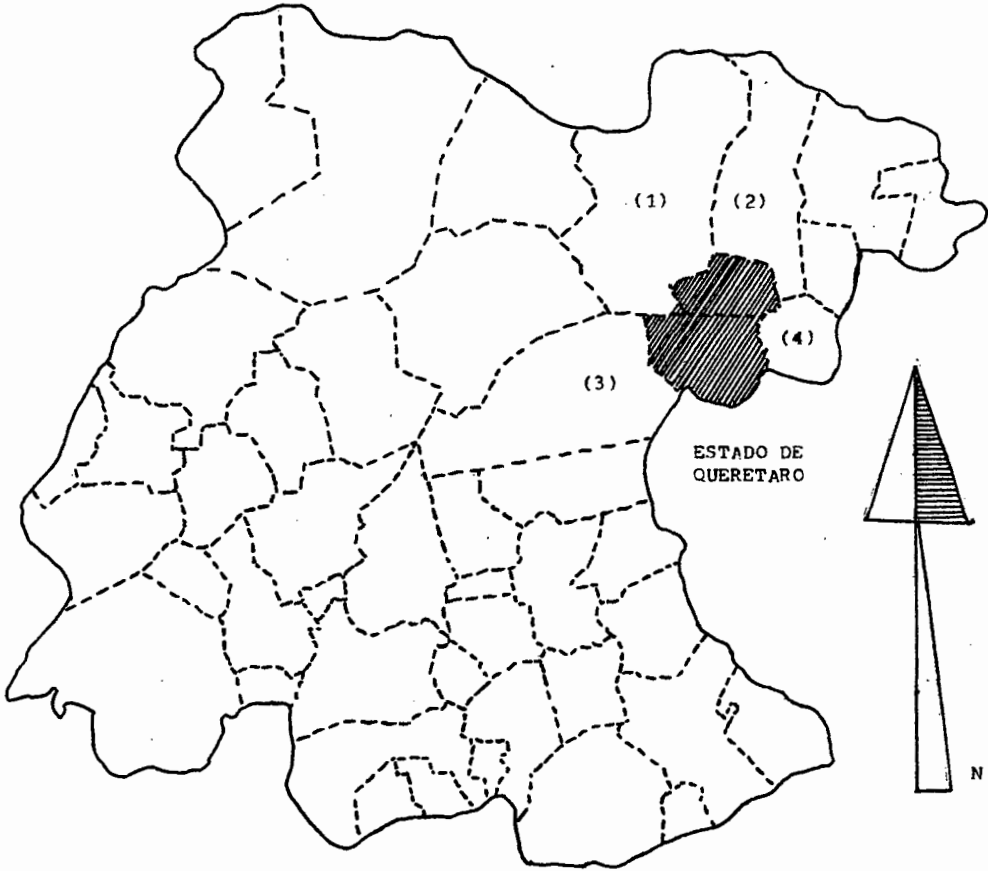 (1)
(2)
(3)
(4)
ESTADO DE
QUERETARO
N